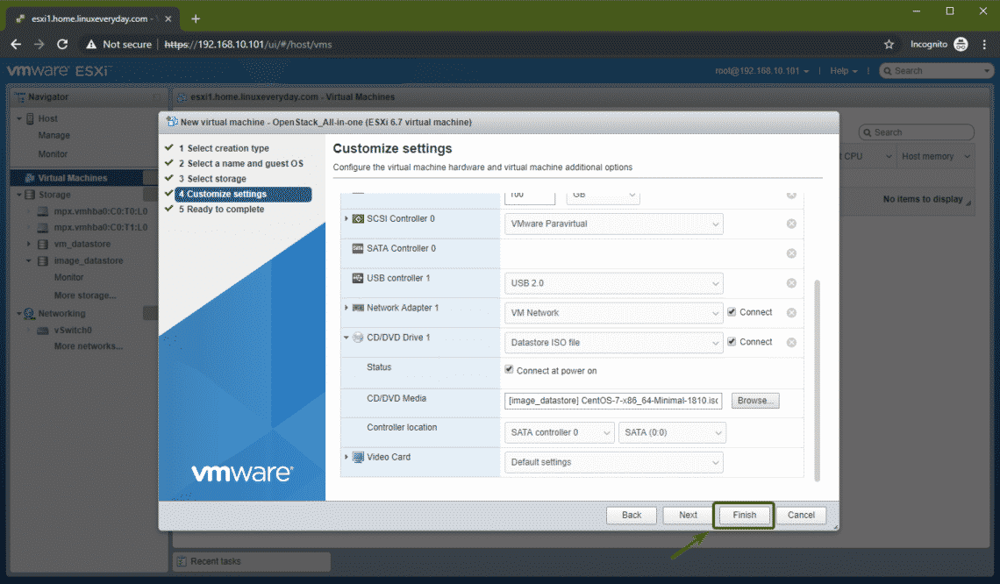 esxi1.home.linuxeveryday.com -
Not secure
https://192.168.10.101/ui/#/host/vms
Incognito
vmware ESXi
root@192.168.10.101
Help
Search
Navigator
esxi1.home.linuxeveryday.com - Virtual Machines
Host
Manage
Monitor
Virtual Machines
Storage
mpx.vmhba0:C0:T0:L0
mpx.vmhba0:C0:T1:L0
vm_datastore
image_datastore
Monitor
More storage...
Networking
vSwitch0
More networks...
Search
CPU
Host memory
No items to display
New virtual machine - OpenStack_All-in-one (ESXi 6.7 virtual machine)
1 Select creation type
2 Select a name and guest OS
3 Select storage
4 Customize settings
5 Ready to complete
vmware®
Customize settings
Configure the virtual machine hardware and virtual machine additional options
100 GB
SCSI Controller 0 VMware Paravirtual
SATA Controller 0
USB controller 1 USB 2.0
Network Adapter 1 VM Network Connect
CD/DVD Drive 1 Datastore ISO file Connect
Status Connect at power on
CD/DVD Media [image_datastore] CentOS-7-x86_64-Minimal-1810.iso Browse...
Controller location SATA controller 0 SATA (0:0)
Video Card Default settings
Back Next Finish Cancel
Recent tasks